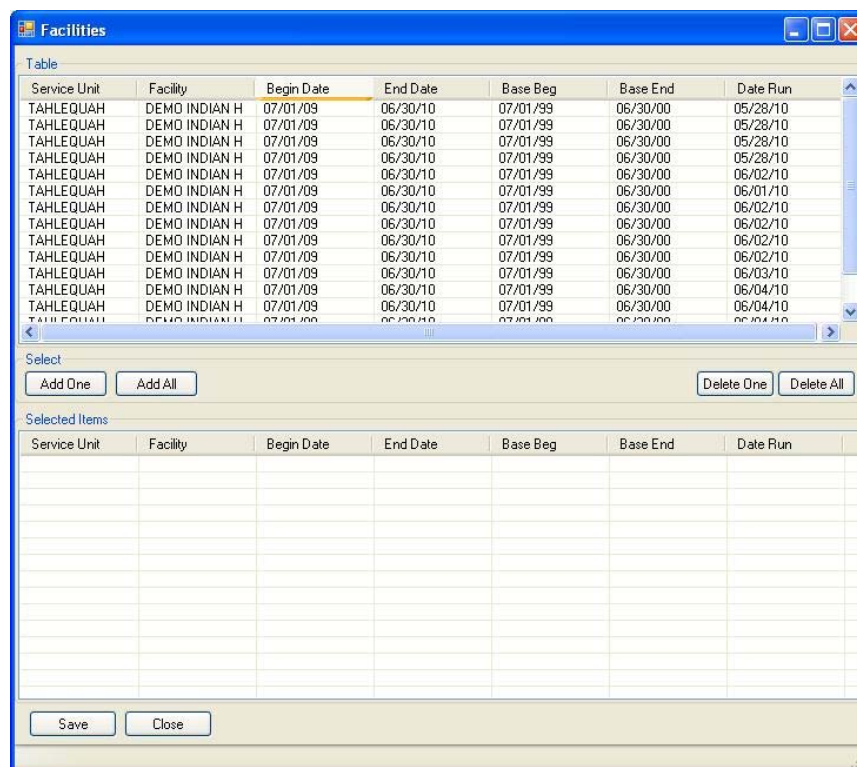 Facilities
Table
Service Unit Facility Begin Date End Date Base Beg Base End Date Run
TAHLEQUAH DEMO INDIAN H 07/01/09 06/30/10 07/01/99 06/30/00 05/28/10
TAHLEQUAH DEMO INDIAN H 07/01/09 06/30/10 07/01/99 06/30/00 05/28/10
TAHLEQUAH DEMO INDIAN H 07/01/09 06/30/10 07/01/99 06/30/00 05/28/10
TAHLEQUAH DEMO INDIAN H 07/01/09 06/30/10 07/01/99 06/30/00 05/28/10
TAHLEQUAH DEMO INDIAN H 07/01/09 06/30/10 07/01/99 06/30/00 06/02/10
TAHLEQUAH DEMO INDIAN H 07/01/09 06/30/10 07/01/99 06/30/00 06/01/10
TAHLEQUAH DEMO INDIAN H 07/01/09 06/30/10 07/01/99 06/30/00 06/02/10
TAHLEQUAH DEMO INDIAN H 07/01/09 06/30/10 07/01/99 06/30/00 06/02/10
TAHLEQUAH DEMO INDIAN H 07/01/09 06/30/10 07/01/99 06/30/00 06/02/10
TAHLEQUAH DEMO INDIAN H 07/01/09 06/30/10 07/01/99 06/30/00 06/02/10
TAHLEQUAH DEMO INDIAN H 07/01/09 06/30/10 07/01/99 06/30/00 06/03/10
TAHLEQUAH DEMO INDIAN H 07/01/09 06/30/10 07/01/99 06/30/00 06/04/10
TAHLEQUAH DEMO INDIAN H 07/01/09 06/30/10 07/01/99 06/30/00 06/04/10
Select
Add One Add All Delete One Delete All
Selected Items
Service Unit Facility Begin Date End Date Base Beg Base End Date Run
Save Close